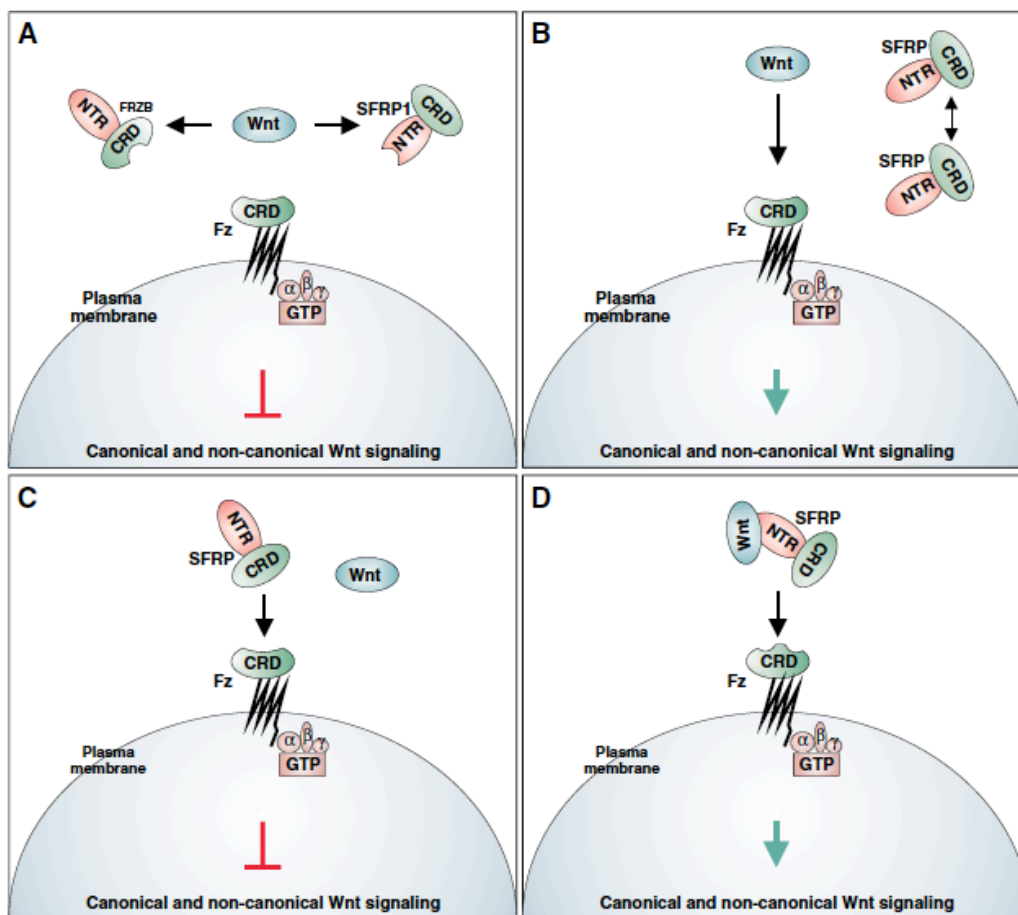 A
NTR
FRZB
CRD
Wnt
SFRP1
CRD
NTR
CRD
Fz
α β γ
GTP
Plasma
membrane
Canonical and non-canonical Wnt signaling
B
Wnt
SFRP
NTR
CRD
SFRP
NTR
CRD
CRD
Fz
α β γ
GTP
Plasma
membrane
Canonical and non-canonical Wnt signaling
C
NTR
SFRP
CRD
Wnt
CRD
Fz
α β γ
GTP
Plasma
membrane
Canonical and non-canonical Wnt signaling
D
Wnt
NTR
SFRP
CRD
CRD
Fz
α β γ
GTP
Plasma
membrane
Canonical and non-canonical Wnt signaling